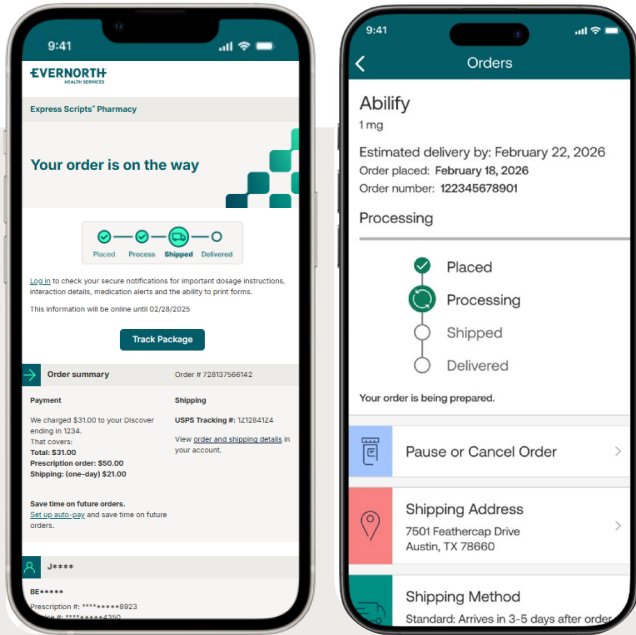 9:41
EVERNORTH
HEALTH SERVICES
Express Scripts® Pharmacy
Your order is on the way
Placed Process Shipped Delivered
Log in to check your secure notifications for important dosage instructions,
interaction details, medication alerts and the ability to print forms.
This information will be online until 02/28/2025
Track Package
Order summary Order # 728137566142
Payment
We charged $31.00 to your Discover
ending in 1234.
That covers:
Total: $31.00
Prescription order: $50.00
Shipping: (one-day) $21.00
Shipping
USPS Tracking #: 1Z12841Z4
View order and shipping details in
your account.
Save time on future orders.
Set up auto-pay and save time on future
orders.
J****
BE*****
Prescription #: *********8923
#: *********4350
9:41
Orders
Abilify
1 mg
Estimated delivery by: February 22, 2026
Order placed: February 18, 2026
Order number: 122345678901
Processing
Placed
Processing
Shipped
Delivered
Your order is being prepared.
Pause or Cancel Order
Shipping Address
7501 Feathercap Drive
Austin, TX 78660
Shipping Method
Standard: Arrives in 3-5 days after order